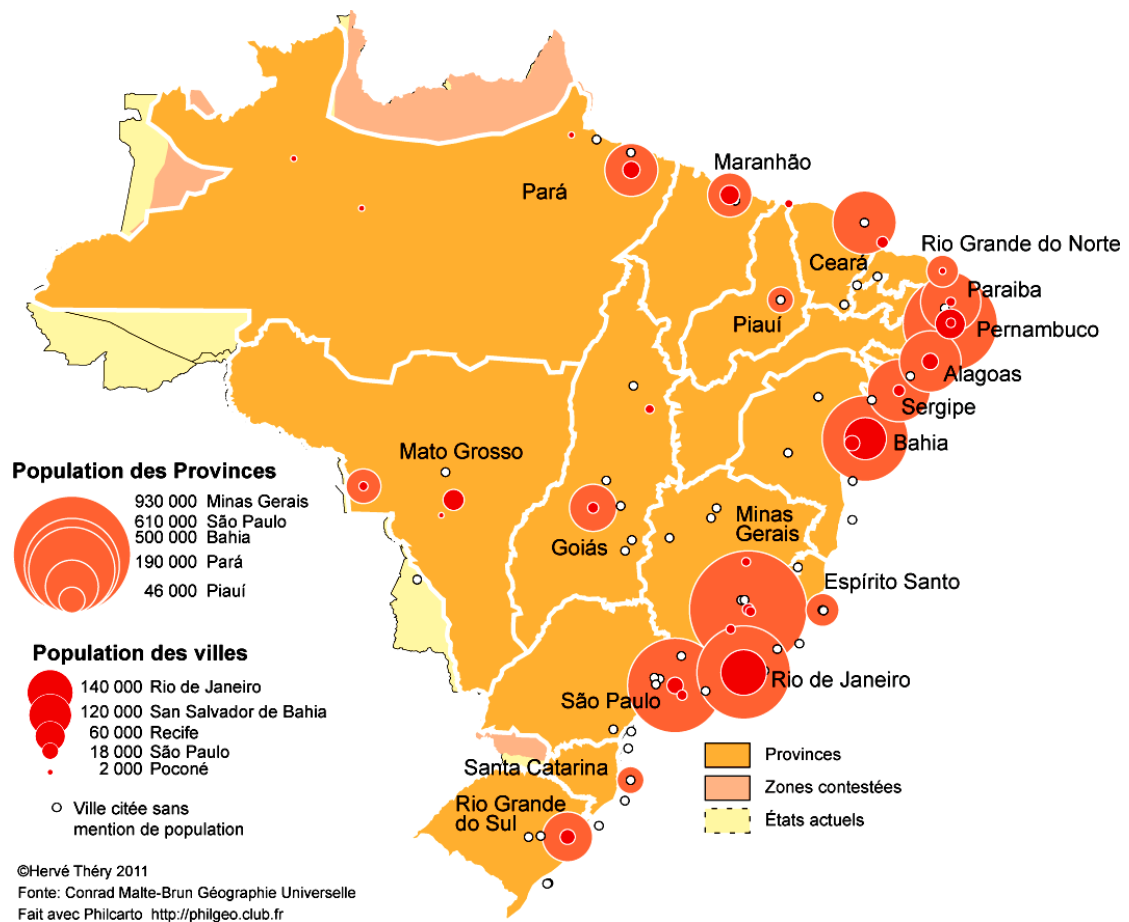 Maranhão
Pará
Rio Grande do Norte
Ceará
Paraiba
Piauí
Pernambuco
Alagoas
Sergipe
Bahia
Mato Grosso
Minas
Gerais
Goiás
Espírito Santo
Rio de Janeiro
São Paulo
Santa Catarina
Rio Grande
do Sul
Population des Provinces
930 000 Minas Gerais
610 000 São Paulo
500 000 Bahia
190 000 Pará
46 000 Piauí
Population des villes
140 000 Rio de Janeiro
120 000 San Salvador de Bahia
60 000 Recife
18 000 São Paulo
2 000 Poconé
Ville citée sans
mention de population
Provinces
Zones contestées
États actuels
©Hervé Théry 2011
Fonte: Conrad Malte-Brun Géographie Universelle
Fait avec Philcarto http://philgeo.club.fr